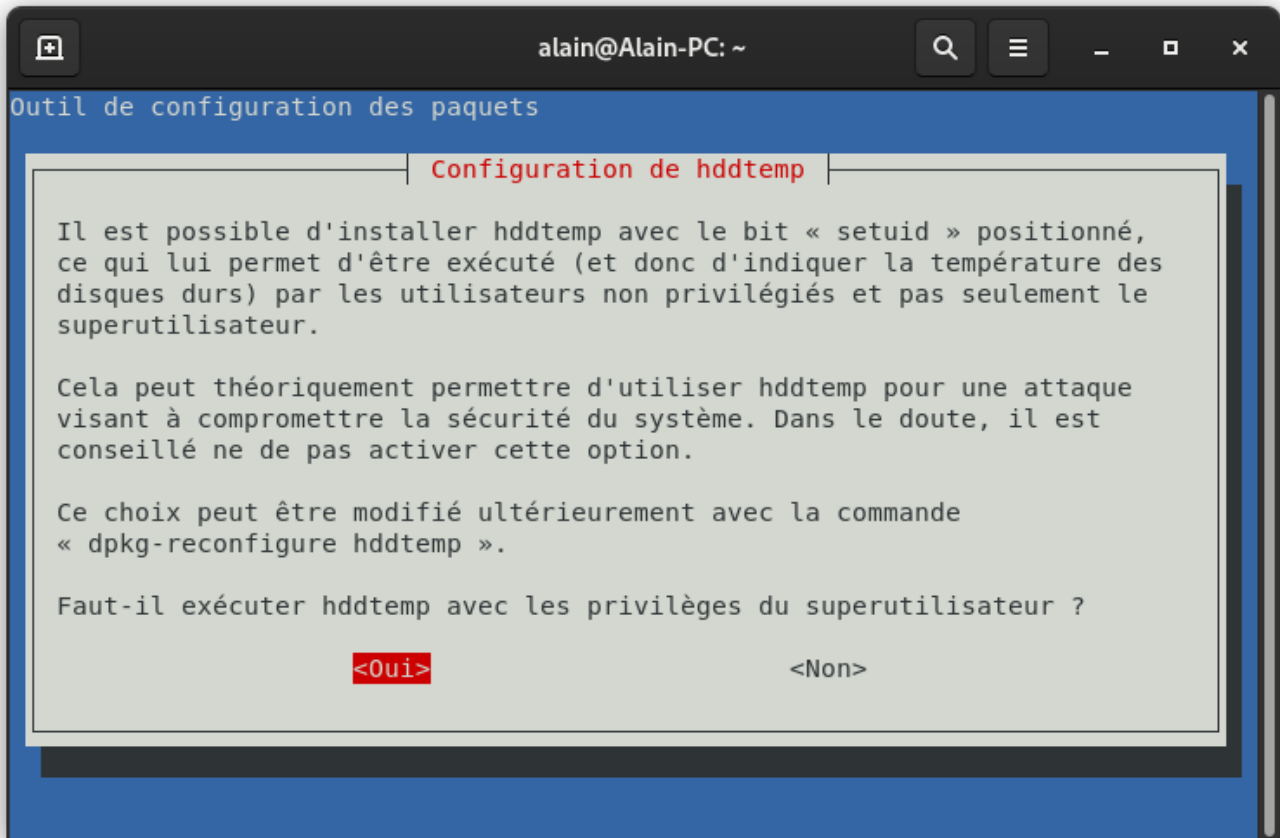 alain@Alain-PC: ~
Outil de configuration des paquets
Configuration de hddtemp
Il est possible d'installer hddtemp avec le bit « setuid » positionné,
ce qui lui permet d'être exécuté (et donc d'indiquer la température des
disques durs) par les utilisateurs non privilégiés et pas seulement le
superutilisateur.
Cela peut théoriquement permettre d'utiliser hddtemp pour une attaque
visant à compromettre la sécurité du système. Dans le doute, il est
conseillé ne de pas activer cette option.
Ce choix peut être modifié ultérieurement avec la commande
« dpkg-reconfigure hddtemp ».
Faut-il exécuter hddtemp avec les privilèges du superutilisateur ?
<Oui> <Non>